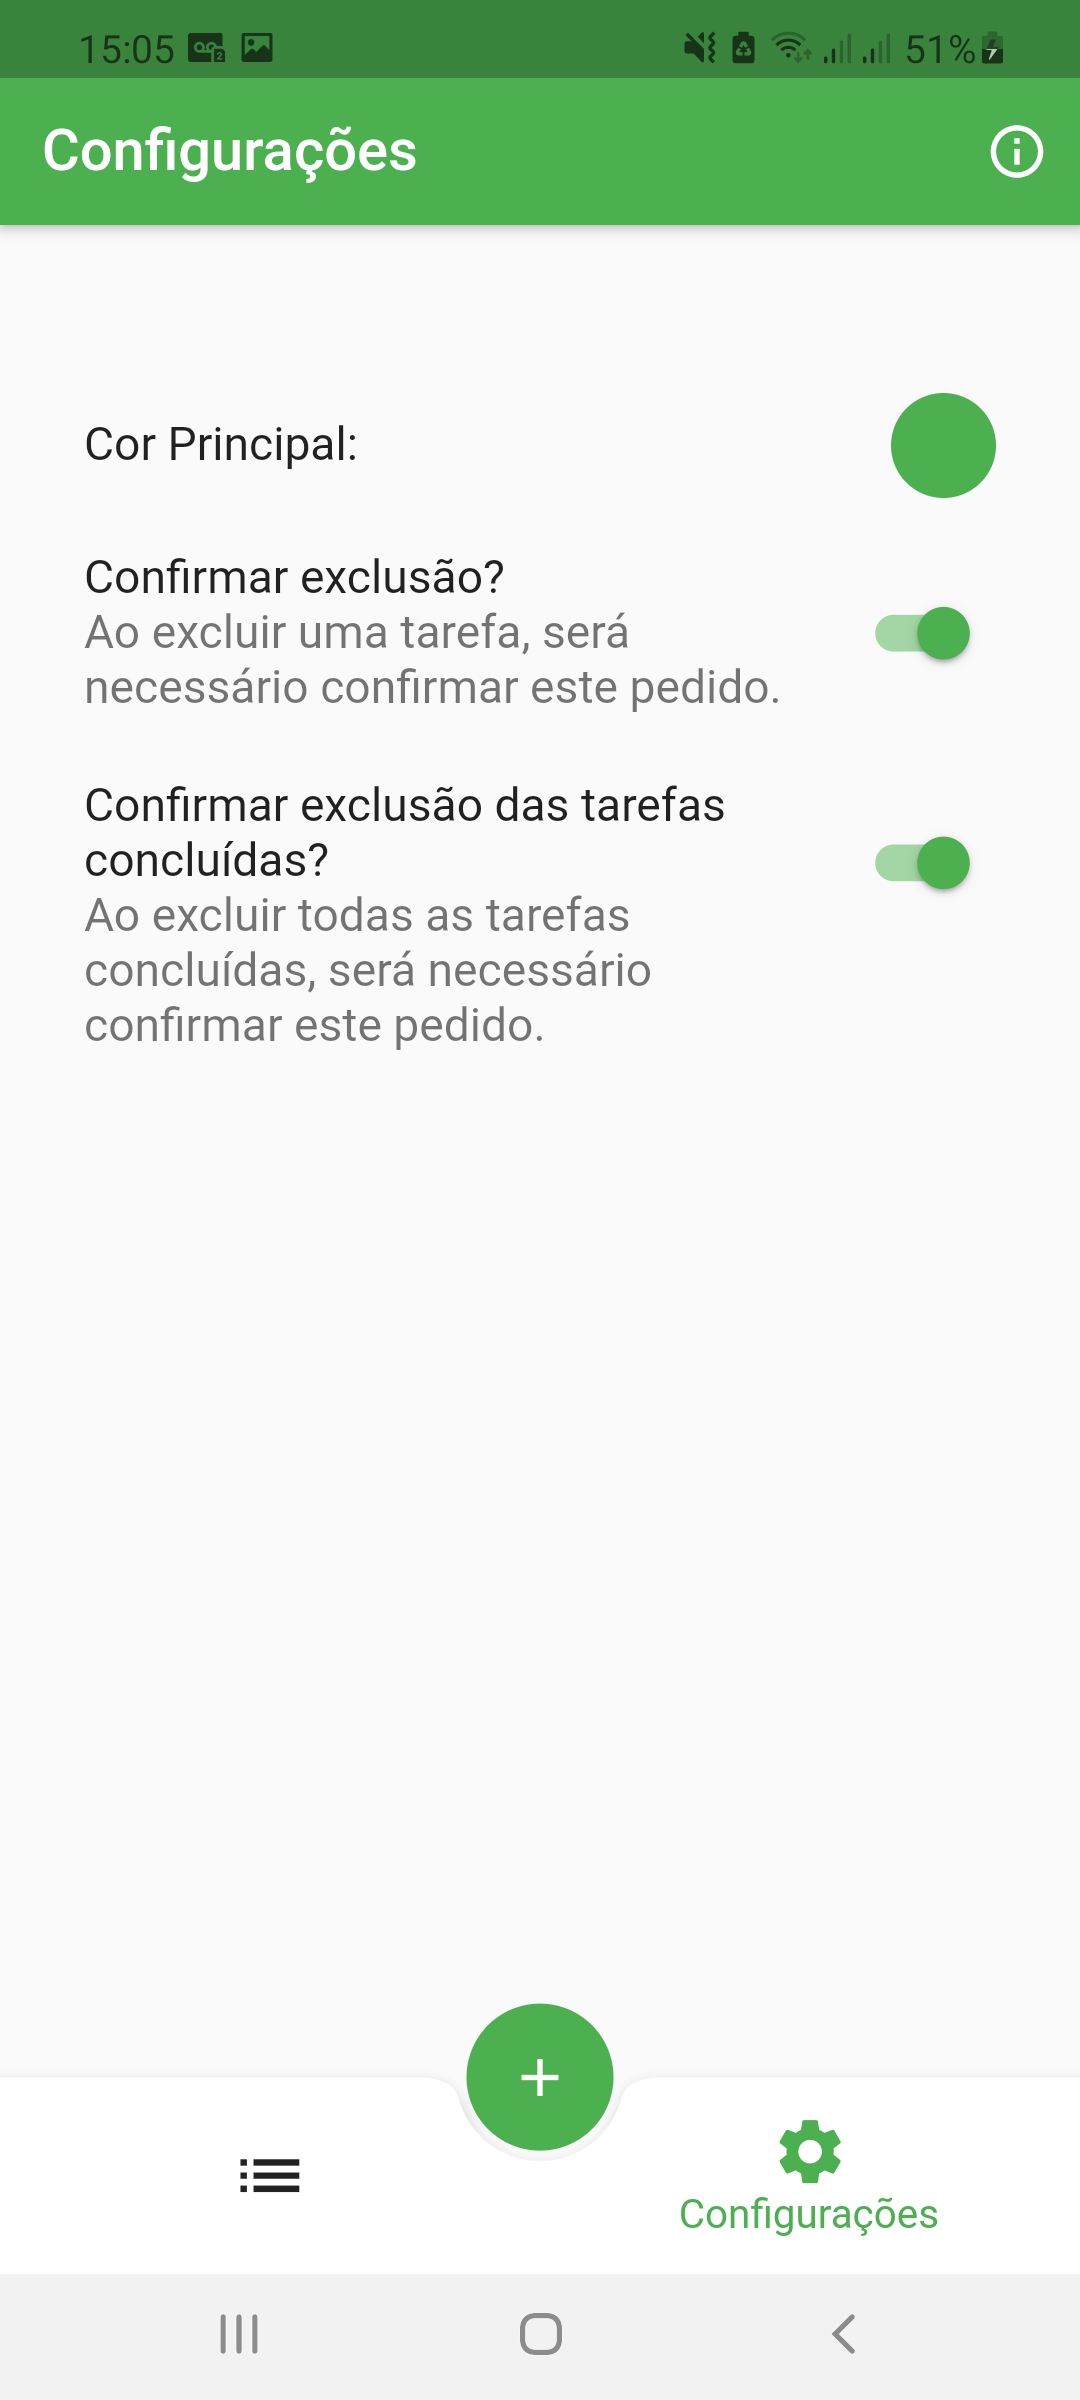 15:05
51%
Configurações
Cor Principal:
Confirmar exclusão?
Ao excluir uma tarefa, será
necessário confirmar este pedido.
Confirmar exclusão das tarefas
concluídas?
Ao excluir todas as tarefas
concluídas, será necessário
confirmar este pedido.
Configurações